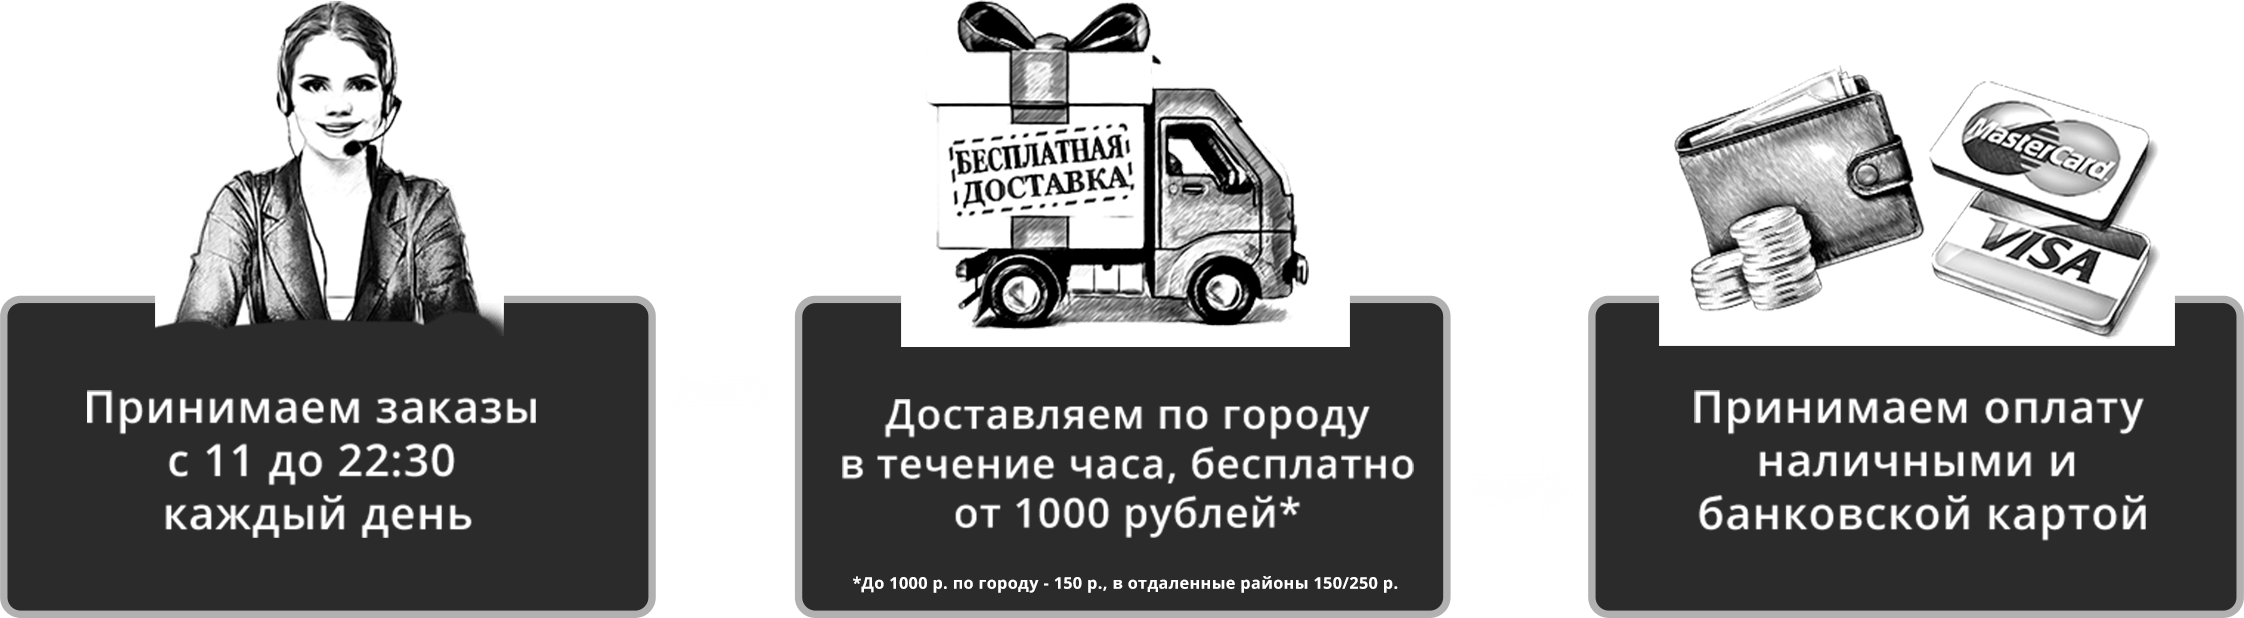 Принимаем заказы
с 11 до 22:30
каждый день
БЕСПЛАТНАЯ
ДОСТАВКА
Доставляем по городу
в течение часа, бесплатно
от 1000 рублей*
*До 1000 р. по городу - 150 р., в отдаленные районы 150/250 р.
MasterCard
VISA
Принимаем оплату
наличными и
банковской картой